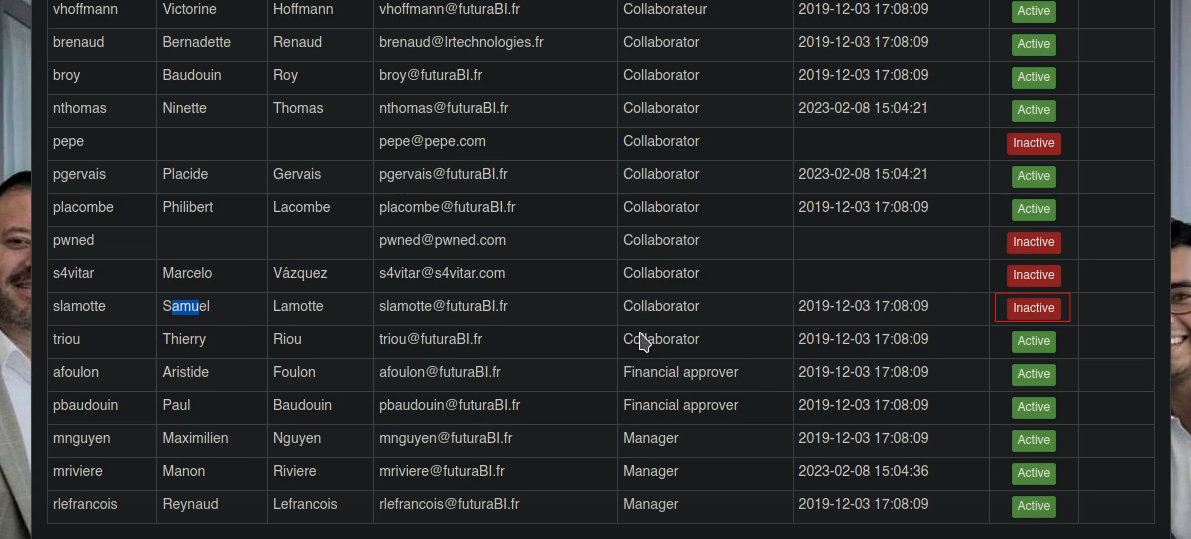 vhoffmann Victorine Hoffmann vhoffmann@futuraBI.fr Collaborateur 2019-12-03 17:08:09 Active
brenaud Bernadette Renaud brenaud@lrtechnologies.fr Collaborator 2019-12-03 17:08:09 Active
broy Baudouin Roy broy@futuraBI.fr Collaborator 2019-12-03 17:08:09 Active
nthomas Ninette Thomas nthomas@futuraBI.fr Collaborator 2023-02-08 15:04:21 Active
pepe pepe@pepe.com Collaborator Inactive
pgervais Placide Gervais pgervais@futuraBI.fr Collaborator 2023-02-08 15:04:21 Active
placombe Philibert Lacombe placombe@futuraBI.fr Collaborator 2019-12-03 17:08:09 Active
pwned pwned@pwned.com Collaborator Inactive
s4vitar Marcelo Vázquez s4vitar@s4vitar.com Collaborator Inactive
slamotte Samuel Lamotte slamotte@futuraBI.fr Collaborator 2019-12-03 17:08:09 Inactive
triou Thierry Riou triou@futuraBI.fr Collaborator 2019-12-03 17:08:09 Active
afoulon Aristide Foulon afoulon@futuraBI.fr Financial approver 2019-12-03 17:08:09 Active
pbaudouin Paul Baudouin pbaudouin@futuraBI.fr Financial approver 2019-12-03 17:08:09 Active
mnguyen Maximilien Nguyen mnguyen@futuraBI.fr Manager 2019-12-03 17:08:09 Active
mriviere Manon Riviere mriviere@futuraBI.fr Manager 2023-02-08 15:04:36 Active
rlefrancois Reynaud Lefrancois rlefrancois@futuraBI.fr Manager 2019-12-03 17:08:09 Active